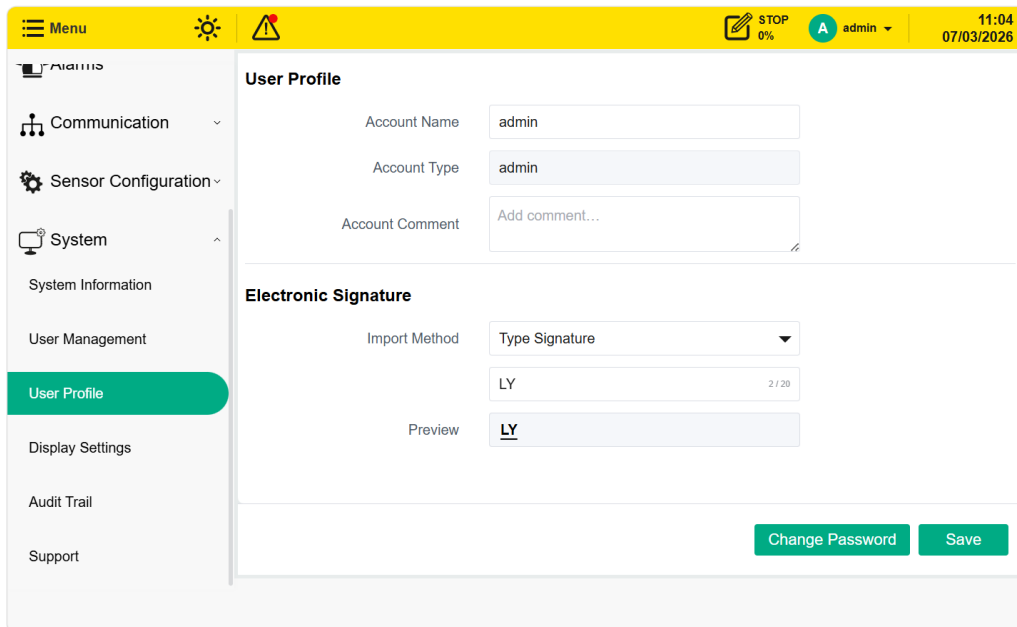 Menu
STOP
0%
A
admin
11:04
07/03/2026
Alarms
Communication
Sensor Configuration
System
System Information
User Management
User Profile
Display Settings
Audit Trail
Support
User Profile
Account Name
admin
Account Type
admin
Account Comment
Add comment...
Electronic Signature
Import Method
Type Signature
LY
2 / 20
Preview
LY
Change Password
Save